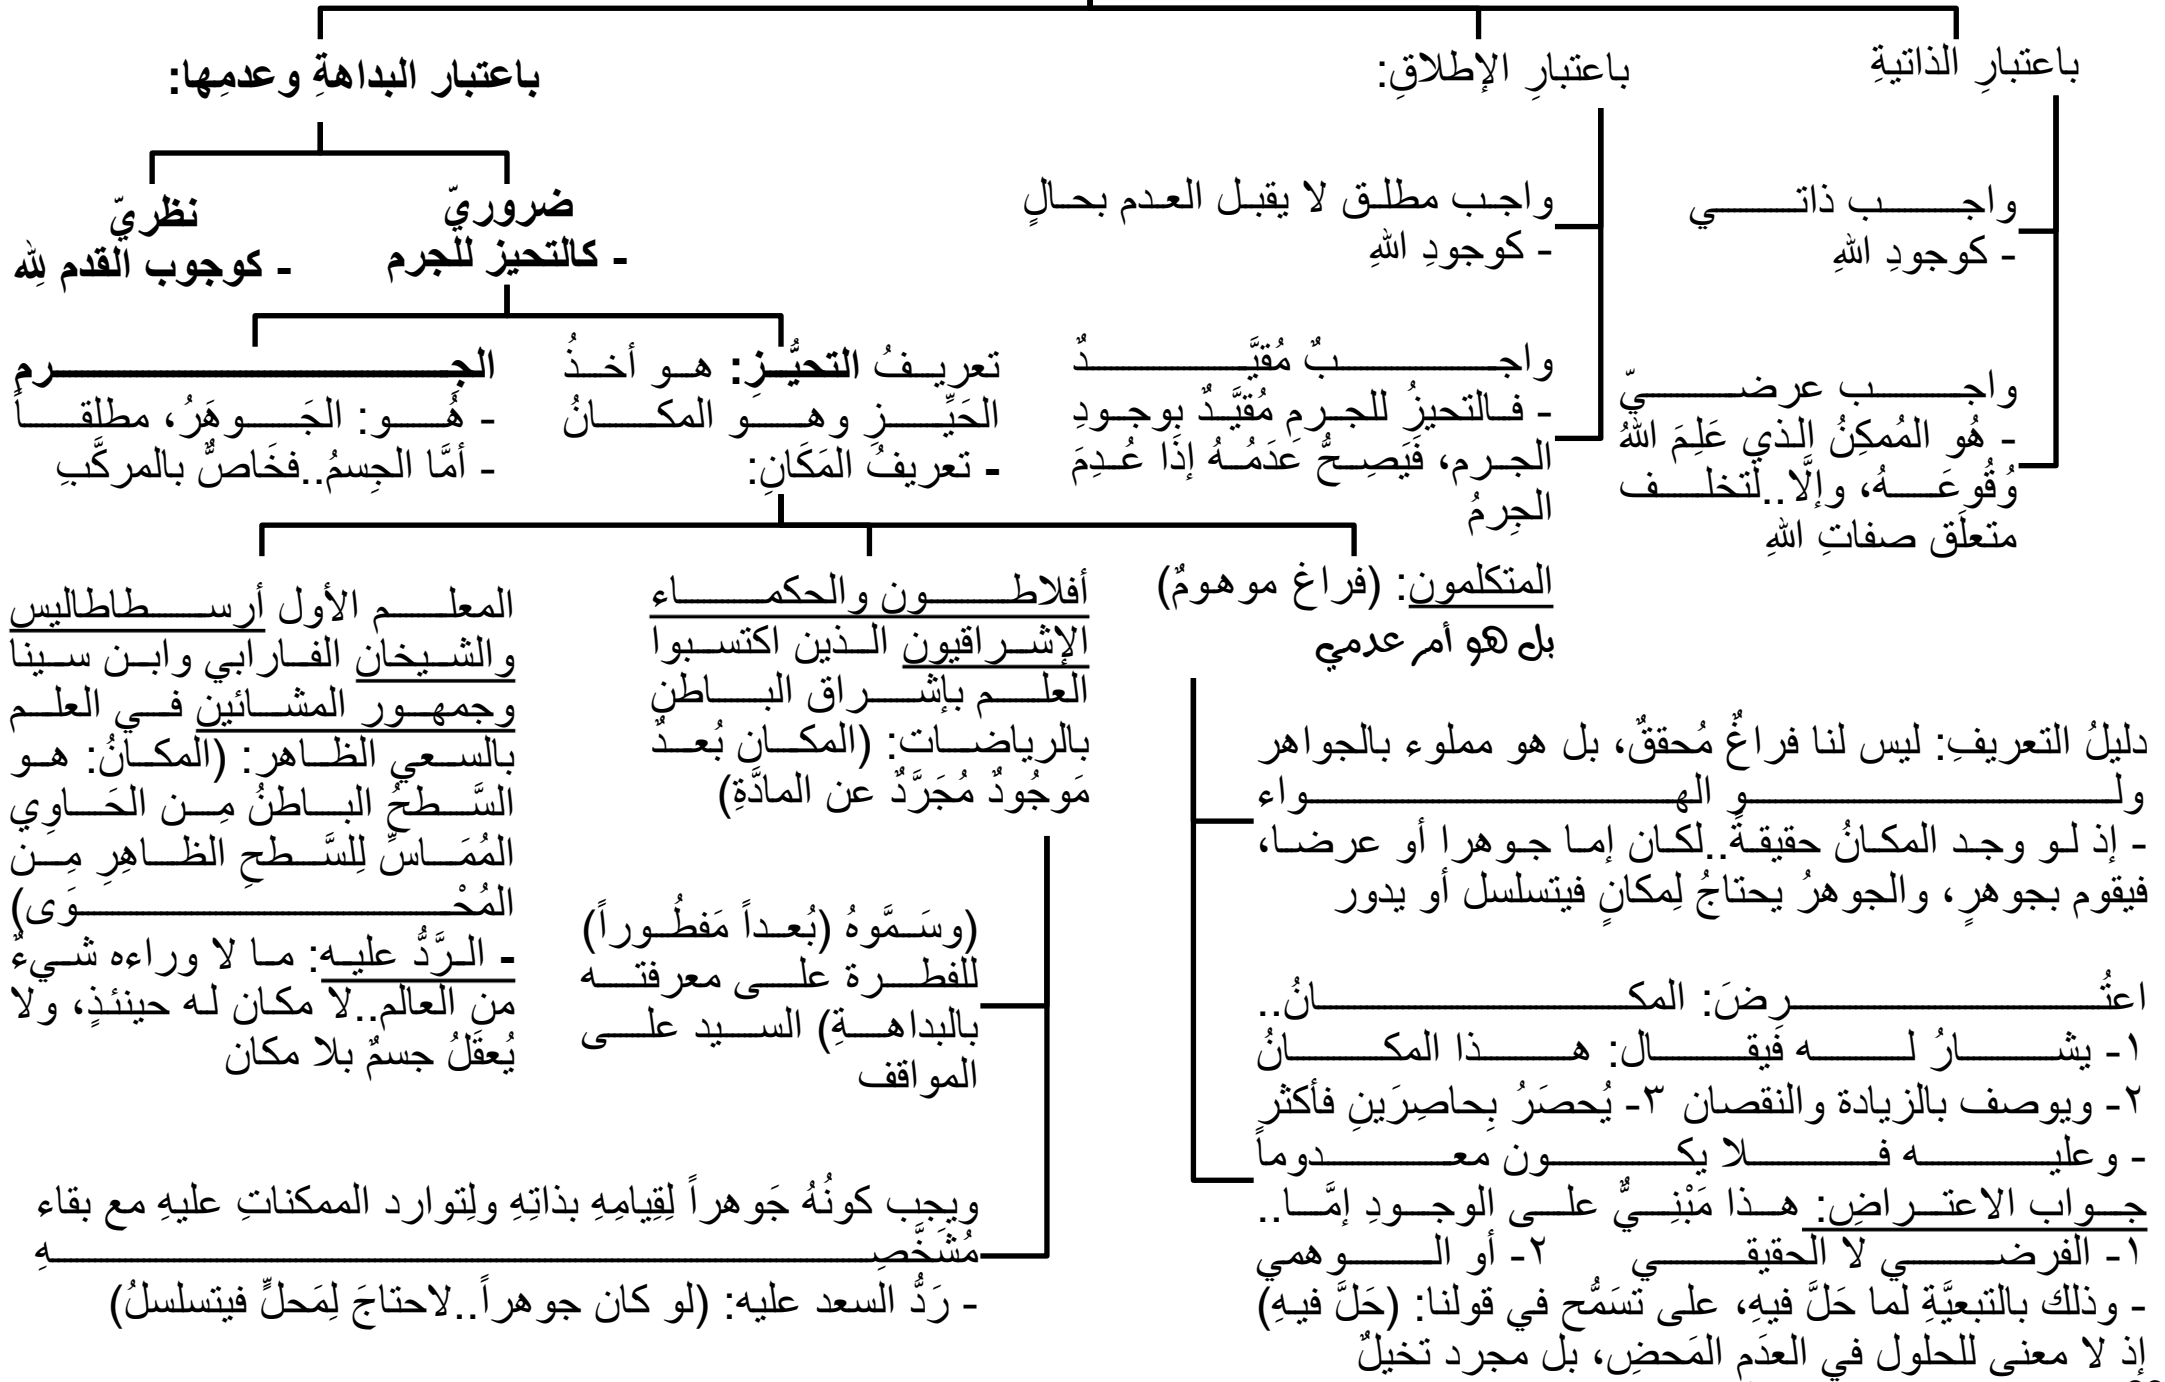 باعتبارِ الذاتيةِ
واجب ذاتي
- كوجودِ اللهِ
واجب عرضيّ
- هُو المُمكِنُ الذي عَلِمَ اللهُ
وُقُوعَهُ، وإلَّا..لَتخلف
متعلَق صفاتِ اللهِ
باعتبارِ الإطلاقِ:
واجب مطلق لا يقبل العدم بحالٍ
- كوجودِ اللهِ
واجبٌ مُقيَّدٌ
- فالتحيزُ للجرمِ مُقيَّدٌ بوجودِ
الجرم، فَيَصِحُّ عَدَمُهُ إذَا عُدِمَ
الجِرمُ
باعتبار البداهةِ وعدمِها:
ضروريّ
- كالتحيز للجرم
نظريّ
- كوجوب القدم لِله
تعريفُ التحيُّزِ: هو أخذُ
الحَيِّزِ وهو المكانُ
- تعريفُ المَكَانِ:
الجرم
- هُو: الجَوهَرُ، مطلقاً
- أمَّا الجِسمُ..فخَاصٌّ بالمركَّبِ
المتكلمون: (فراغ موهومٌ)
بل هو أمر عدمي
دليلُ التعريفِ: ليس لنا فراغٌ مُحققٌ، بل هو مملوء بالجواهر
ولو الهواء
- إذ لو وجد المكانُ حقيقةً..لكان إما جوهرا أو عرضا،
فيقوم بجوهرٍ، والجوهرُ يحتاجُ لِمكانٍ فيتسلسل أو يدور
اعتُرِضَ: المكانُ..
١- يشارُ له فَيقال: هذا المكانُ
٢- ويوصف بالزيادة والنقصان ٣- يُحصَرُ بِحاصِرَينِ فأكثر
- وعليه فلا يكون معدوماً
جواب الاعتراضِ: هذا مَبْنِيٌّ على الوجودِ إمَّا..
١- الفرضي لا الحقيقي ٢- أو الوهمي
- وذلك بالتبعيَّةِ لما حَلَّ فيهِ، على تسَمُّح في قولنا: (حَلَّ فيهِ)
إذ لا معنى للحلول في العدَمِ المَحضِ، بل مجرد تخيلٌ
أفلاطون والحكماء
الإشراقيون الذين اكتسبوا
العلم بإشراق الباطن
بالرياضات: (المكان بُعدٌ
مَوجُودٌ مُجَرَّدٌ عن المادَّةِ)
(وسَمَّوهُ (بُعداً مَفطُوراً)
للفطرة على معرفته
بالبداهةِ) السيد على
المواقف
ويجب كونُهُ جَوهراً لِقِيامِهِ بذاتِهِ ولِتوارد الممكناتِ عليهِ مع بقاء
مُشَخَّصِهِ
- رَدُّ السعد عليه: (لو كان جوهراً..لاحتاجَ لِمَحلٍّ فيتسلسلُ)
المعلم الأول أرسطاطاليس
والشيخان الفارابي وابن سينا
وجمهور المشائين في العلم
بالسعي الظاهر: (المكانُ: هو
السَّطحُ الباطنُ مِن الحَاوِي
المُمَاسِّ لِلسَّطحِ الظاهِرِ مِن
المُحْوَى)
- الرَّدُّ عليه: ما لا وراءه شيءٌ
من العالم..لا مكان له حينئذٍ، ولا
يُعقَلُ جسمٌ بلا مكان